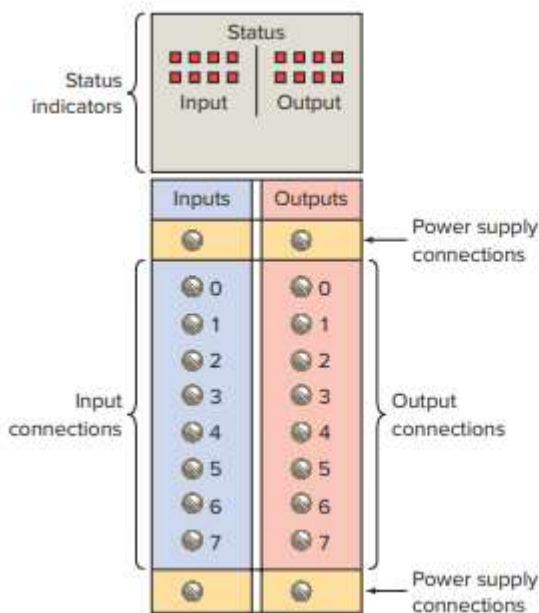 Status
Input
Output
Status
indicators
Inputs
Outputs
Power supply
connections
0
0
1
1
2
2
3
3
4
4
5
5
6
6
7
7
Input
connections
Output
connections
Power supply
connections